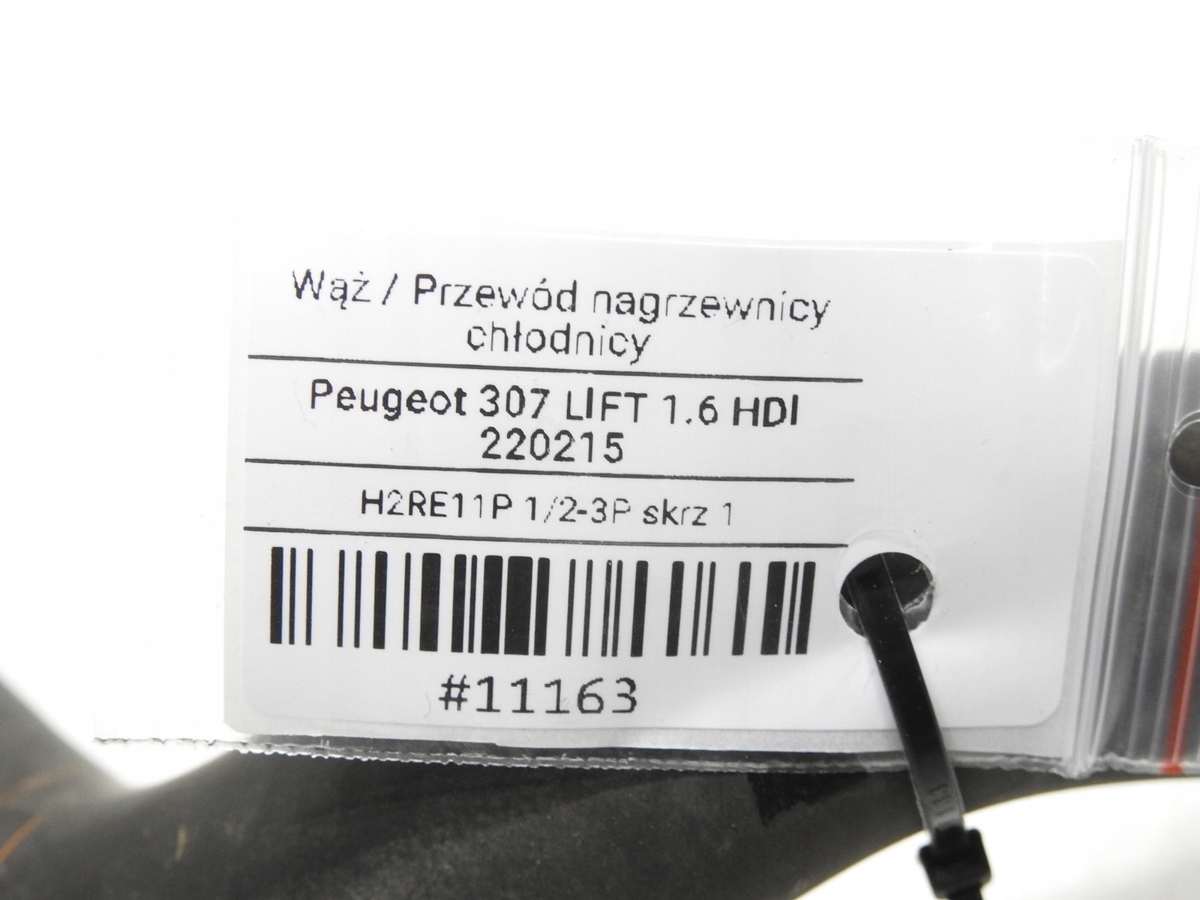 Wąż / Przewód nagrzewnicy
chłodnicy
Peugeot 307 LIFT 1.6 HDI
220215
H2RE11P 1/2-3P skrz 1
#11163